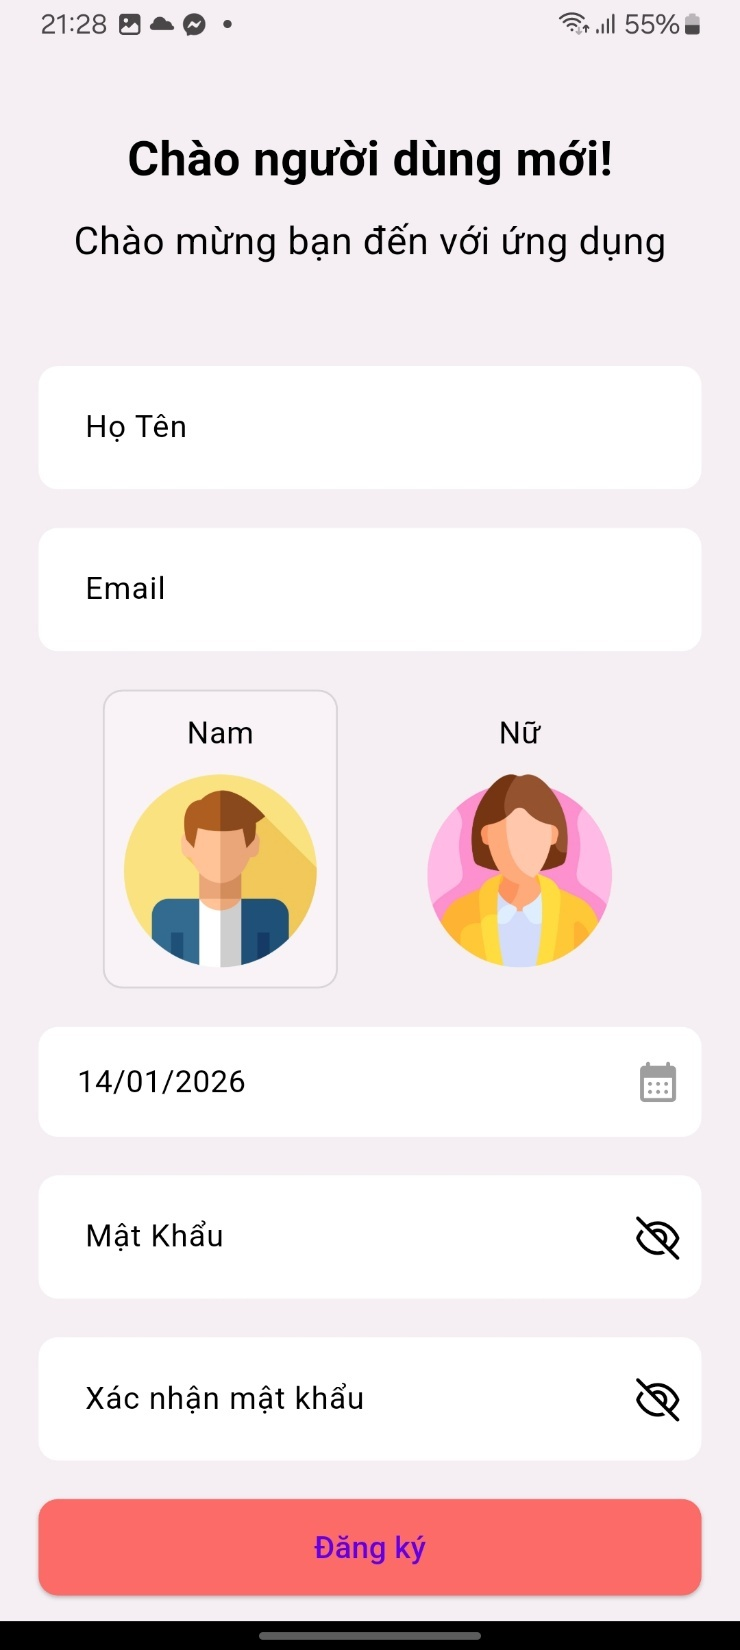 21:28
55%
Chào người dùng mới!
Chào mừng bạn đến với ứng dụng
Họ Tên
Email
Nam
Nữ
14/01/2026
Mật Khẩu
Xác nhận mật khẩu
Đăng ký